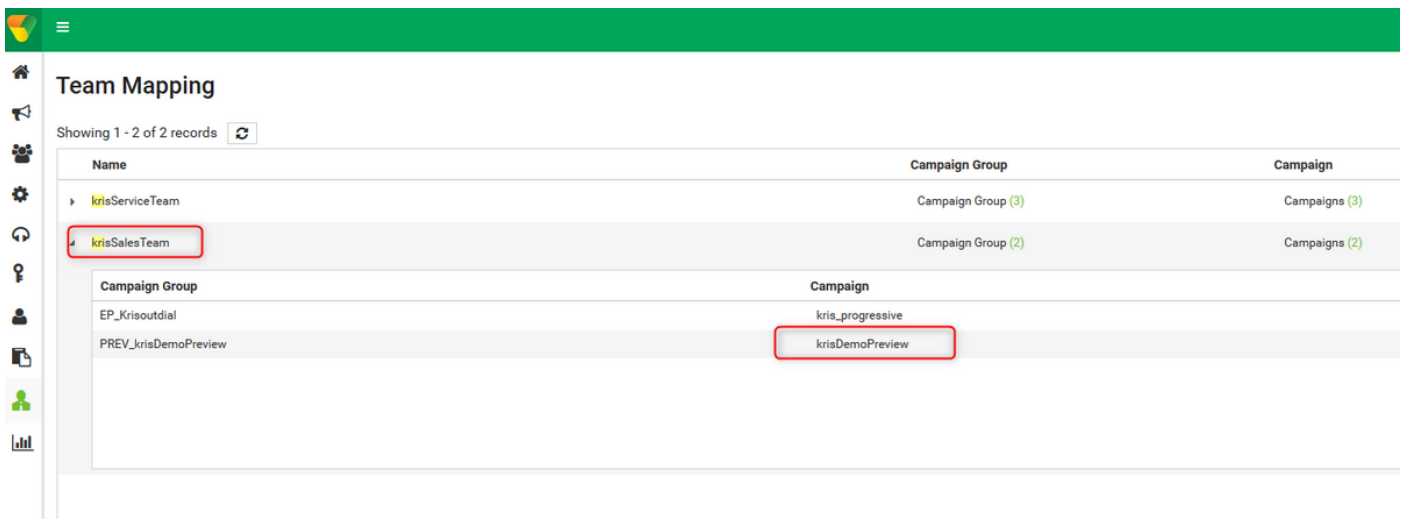 Team Mapping
Showing 1 - 2 of 2 records
Name Campaign Group Campaign
krisServiceTeam Campaign Group (3) Campaigns (3)
krisSalesTeam Campaign Group (2) Campaigns (2)
Campaign Group Campaign
EP_Krisoutdial kris_progressive
PREV_krisDemoPreview krisDemoPreview